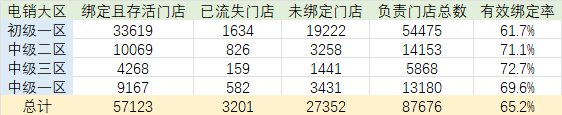 电销大区 绑定且存活门店 已流失门店 未绑定门店 负责门店总数 有效绑定率
初级一区 33619 1634 19222 54475 61.7%
中级二区 10069 826 3258 14153 71.1%
中级三区 4268 159 1441 5868 72.7%
中级一区 9167 582 3431 13180 69.6%
总计 57123 3201 27352 87676 65.2%